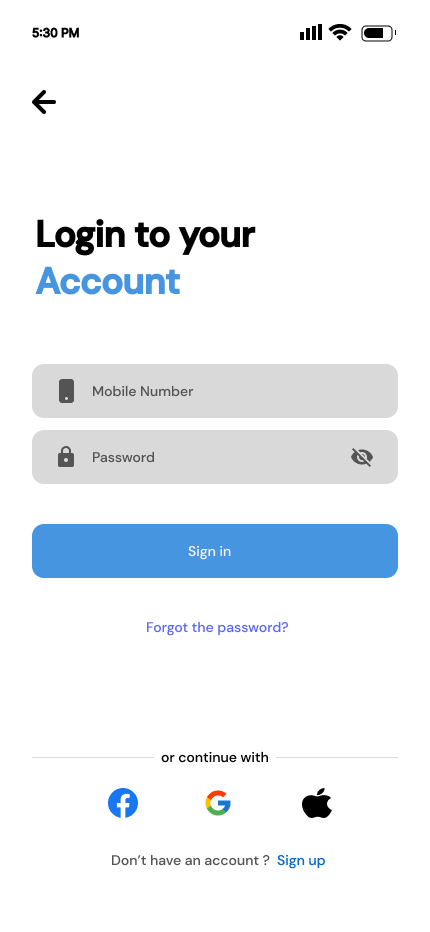 5:30 PM
Login to your
Account
Mobile Number
Password
Sign in
Forgot the password?
or continue with
Don’t have an account ? Sign up